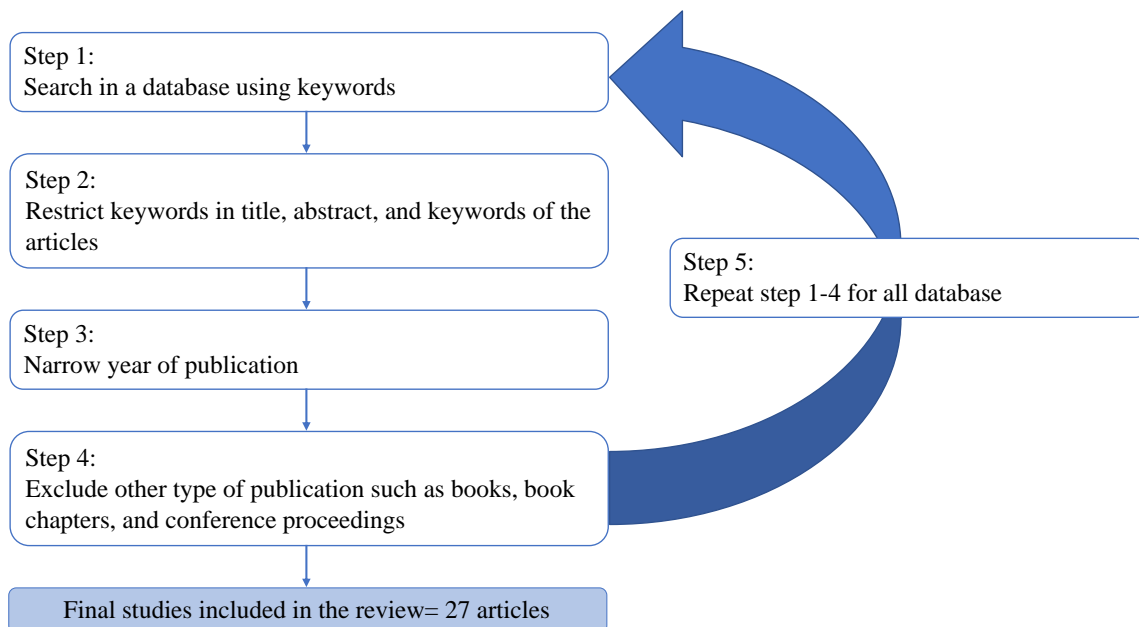 Step 1:
Search in a database using keywords
Step 2:
Restrict keywords in title, abstract, and keywords of the
articles
Step 3:
Narrow year of publication
Step 4:
Exclude other type of publication such as books, book
chapters, and conference proceedings
Step 5:
Repeat step 1-4 for all database
Final studies included in the review= 27 articles